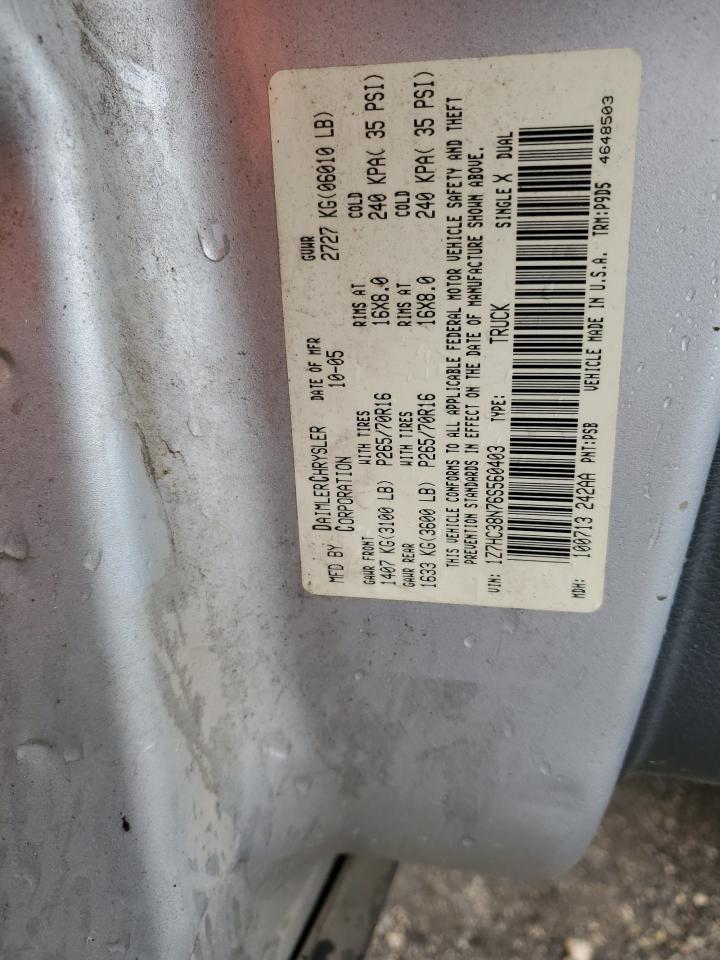 MFD BY DAIMLERCHRYSLER CORPORATION DATE OF MFR 10-05 GVWR 2727 KG(06010 LB)
GAWR FRONT WITH TIRES RIMS AT COLD
1407 KG(3100 LB) P265/70R16 16X8.0 240 KPA( 35 PSI)
GAWR REAR WITH TIRES RIMS AT COLD
1633 KG(3600 LB) P265/70R16 16X8.0 240 KPA( 35 PSI)
THIS VEHICLE CONFORMS TO ALL APPLICABLE FEDERAL MOTOR VEHICLE SAFETY AND THEFT
PREVENTION STANDARDS IN EFFECT ON THE DATE OF MANUFACTURE SHOWN ABOVE.
VIN: 1Z7HC38N76S560403 TYPE: TRUCK SINGLE X DUAL
MDH: 100713 242AA PNT:PSB VEHICLE MADE IN U.S.A. TRM:P9D5 4648503